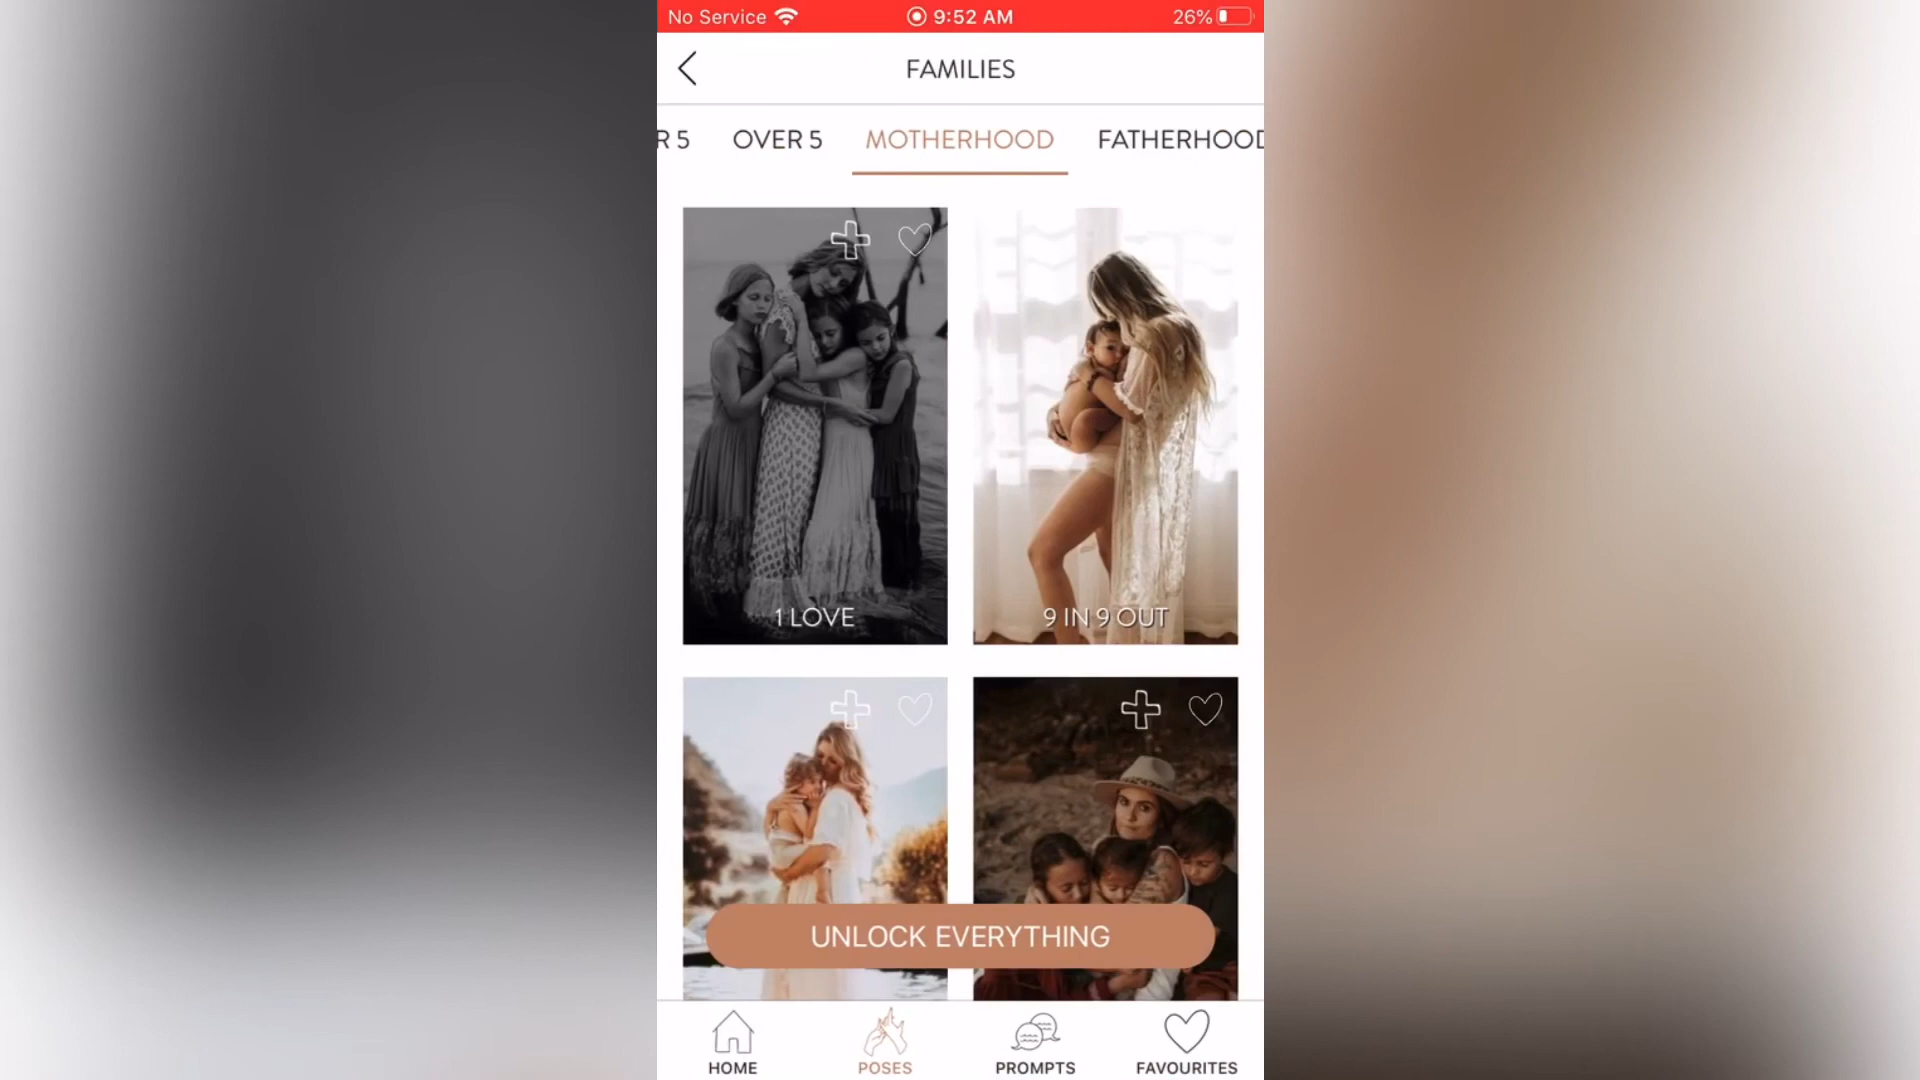 No Service 9:52 AM 26%
FAMILIES
R 5 OVER 5 MOTHERHOOD FATHERHOOD
1 LOVE 9 IN 9 OUT
UNLOCK EVERYTHING
HOME POSES PROMPTS FAVOURITES